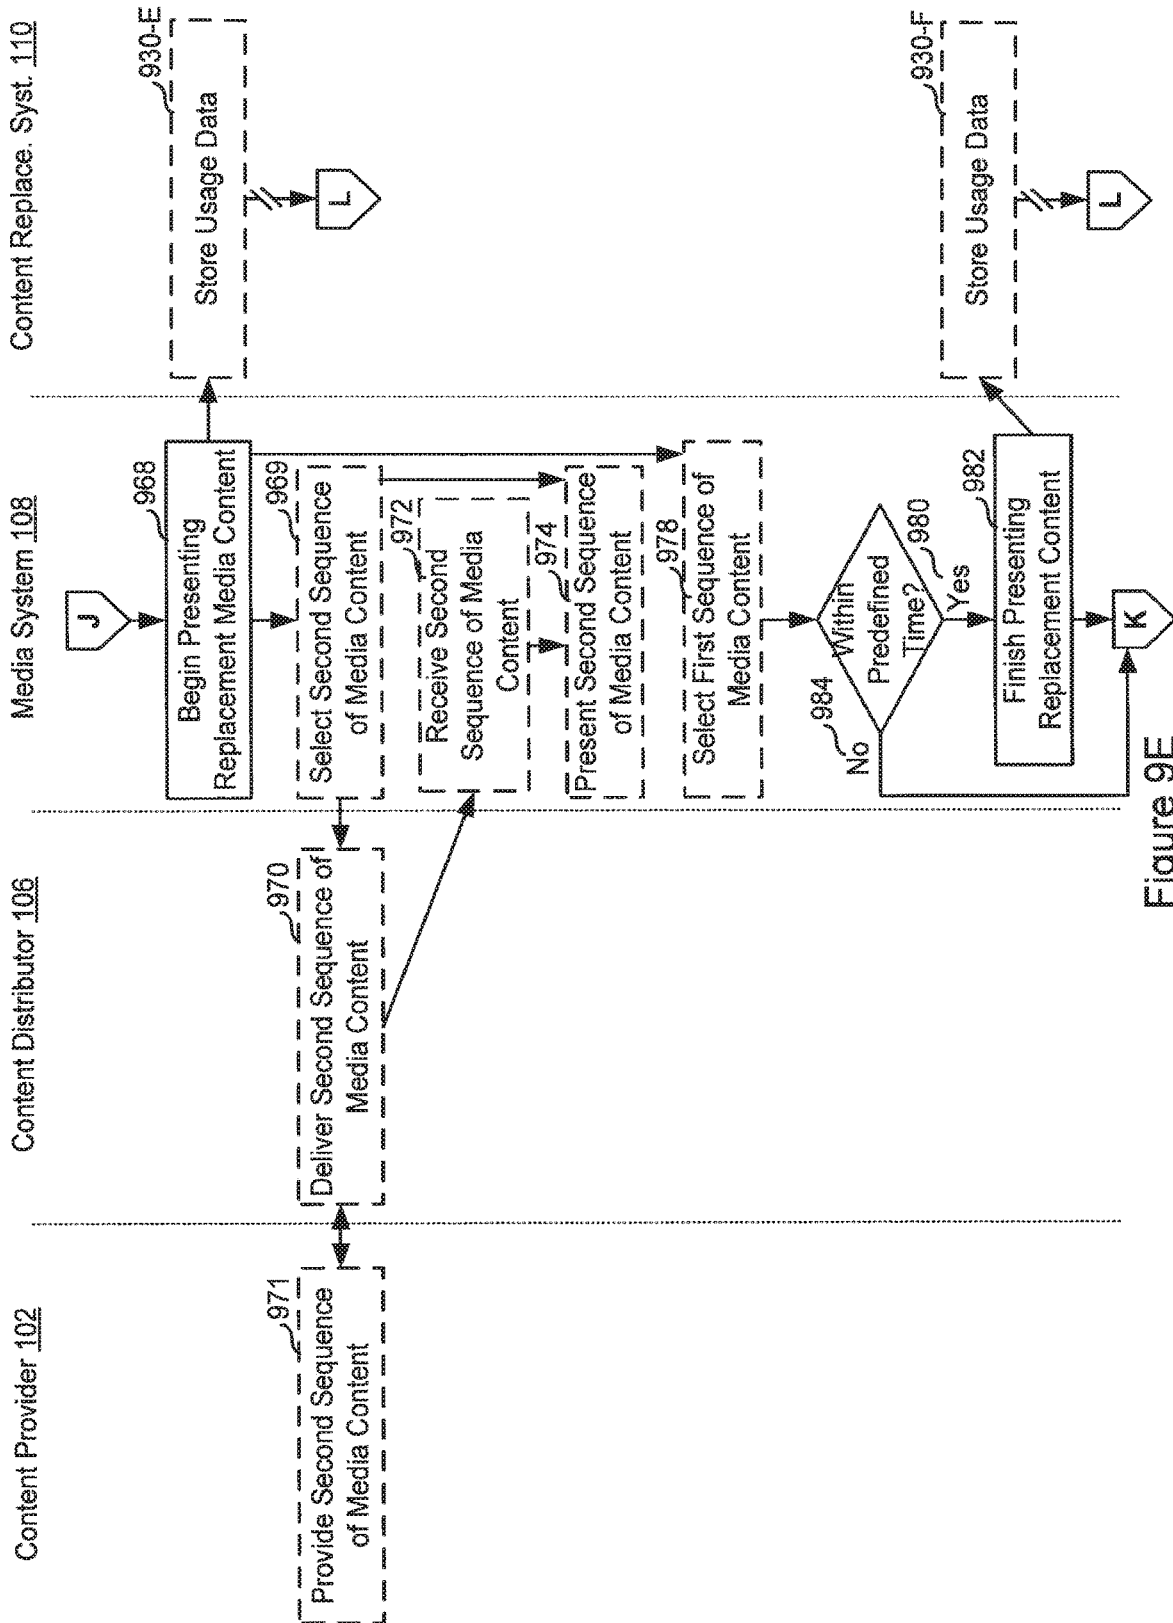 Content Provider 102
Content Distributor 106
Media System 108
Content Replace. Syst. 110
J
968
Begin Presenting
Replacement Media Content
930-E
Store Usage Data
L
971
Provide Second Sequence
of Media Content
970
Deliver Second Sequence of
Media Content
969
Select Second Sequence
of Media Content
972
Receive Second
Sequence of Media
Content
974
Present Second Sequence
of Media Content
978
Select First Sequence of
Media Content
984
No
Within
Predefined
Time?
980
Yes
982
Finish Presenting
Replacement Content
930-F
Store Usage Data
L
K
Figure 9E